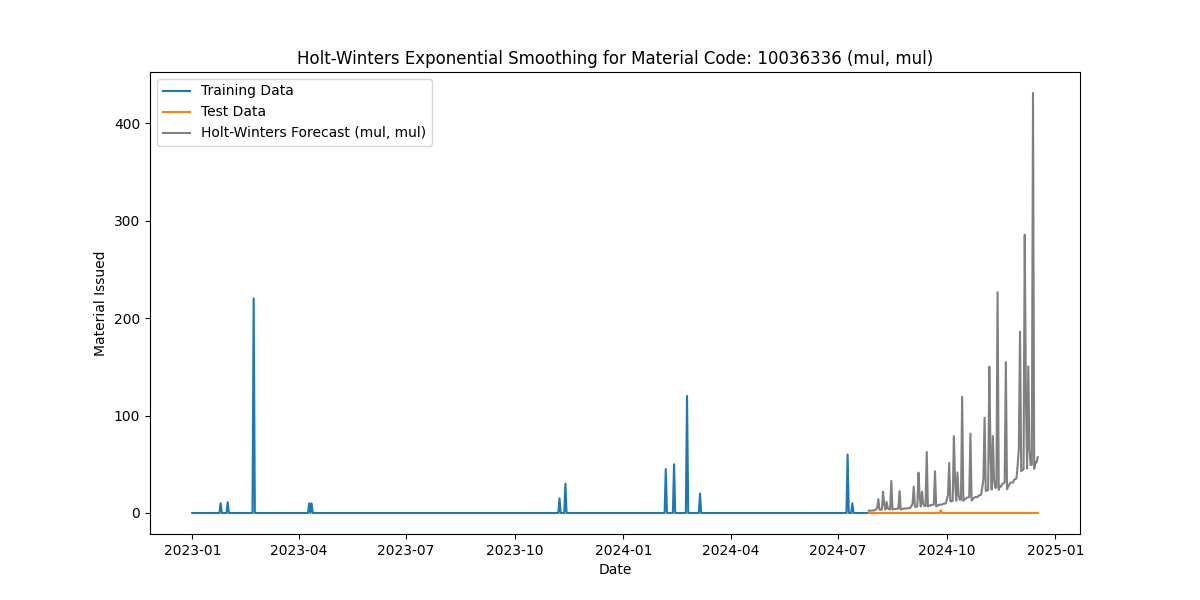 Holt-Winters Exponential Smoothing for Material Code: 10036336 (mul, mul)
Training Data
Test Data
Holt-Winters Forecast (mul, mul)
Material Issued
400
300
200
100
0
2023-01
2023-04
2023-07
2023-10
2024-01
2024-04
2024-07
2024-10
2025-01
Date